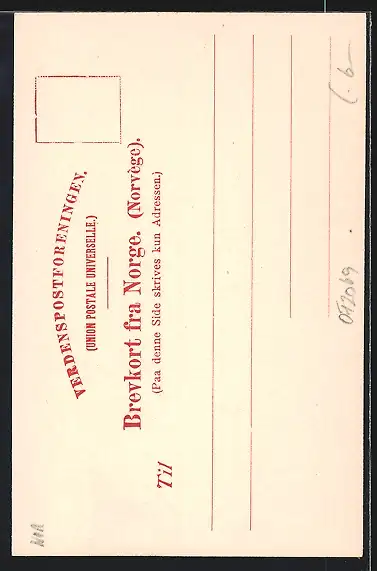 VERDENSPOSTFORENINGEN.
(UNION POSTALE UNIVERSELLE.)
Brevkort fra Norge. (Norvège).
(Paa denne Side skrives kun Adressen.)
Til